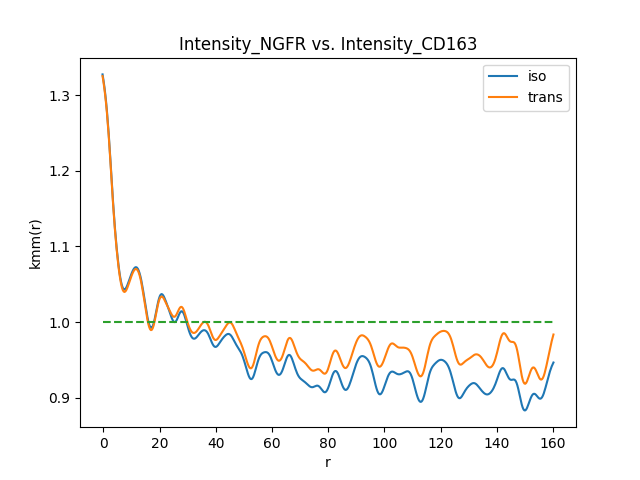 Intensity_NGFR vs. Intensity_CD163
iso
trans
kmm(r)
1.3
1.2
1.1
1.0
0.9
0 20 40 60 80 100 120 140 160
r